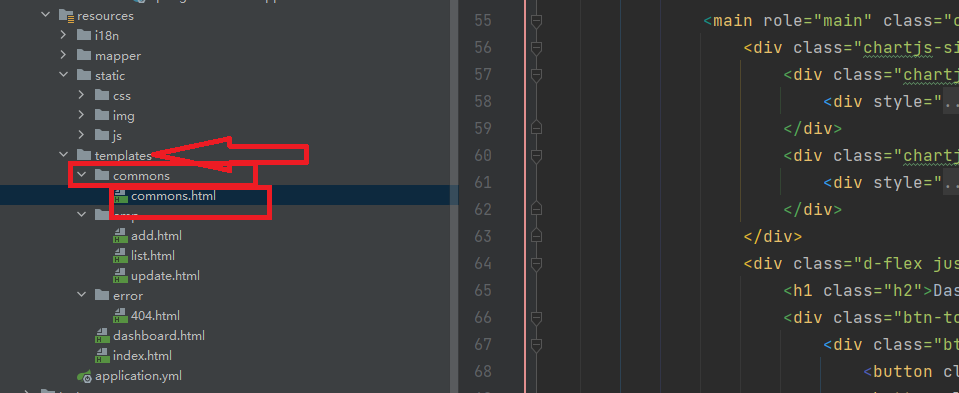 resources
i18n
mapper
static
css
img
js
templates
commons
commons.html
add.html
list.html
update.html
error
404.html
dashboard.html
index.html
application.yml
55 <main role="main" class="c
56 <div class="chartjs-si
57 <div class="chartj
58 <div style="..
59 </div>
60 <div class="chartj
61 <div style="..
62 </div>
63 </div>
64 <div class="d-flex jus
65 <h1 class="h2">Das
66 <div class="btn-to
67 <div class="bt
68 <button cl